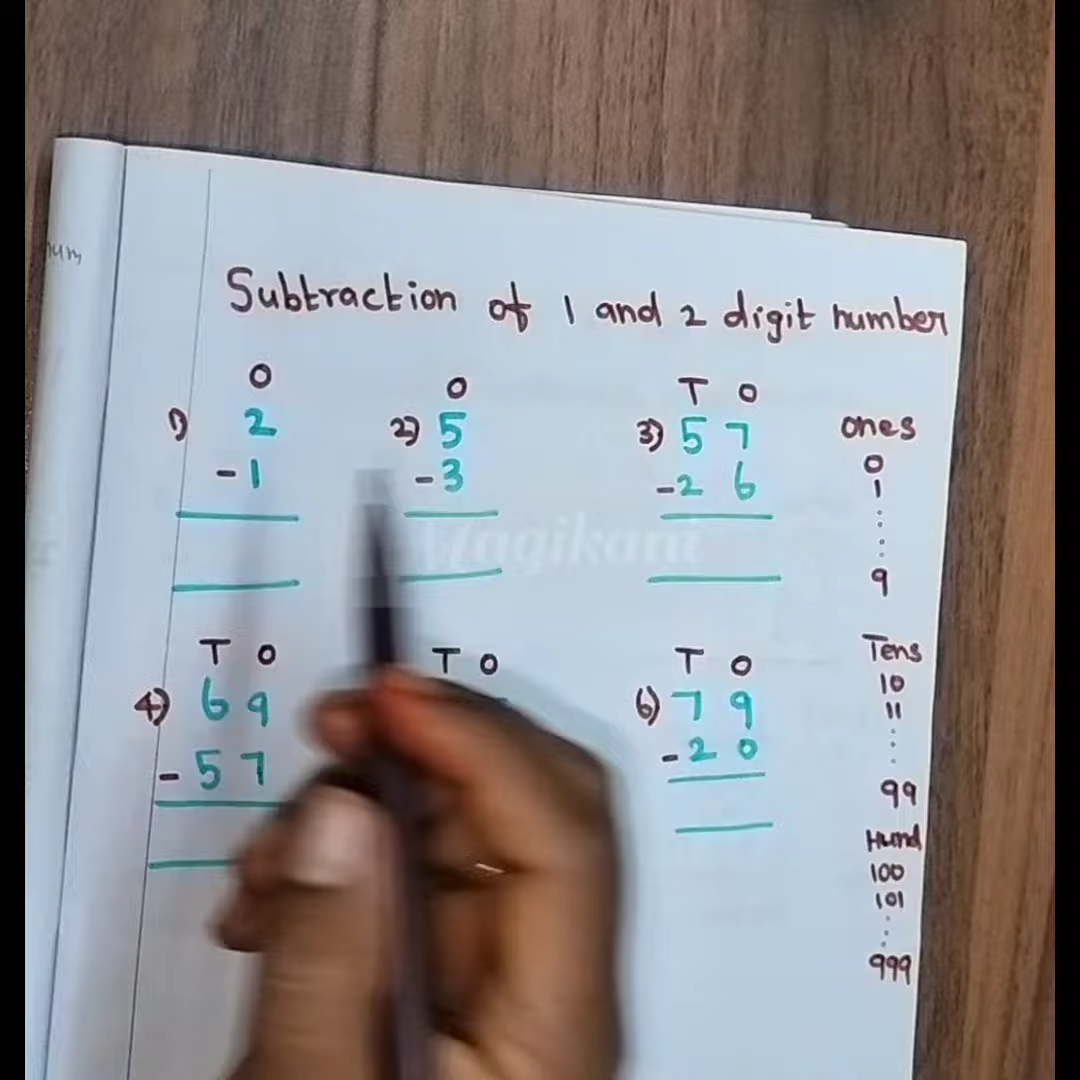 Subtraction of 1 and 2 digit number
O
1) 2
-1
O
2) 5
-3
T O
3) 5 7
-2 6
T O
4) 6 9
- 5 7
T O
T O
6) 7 9
-2 0
ones
0
1
9
Tens
10
11
99
Hund
100
101
999
Magikani